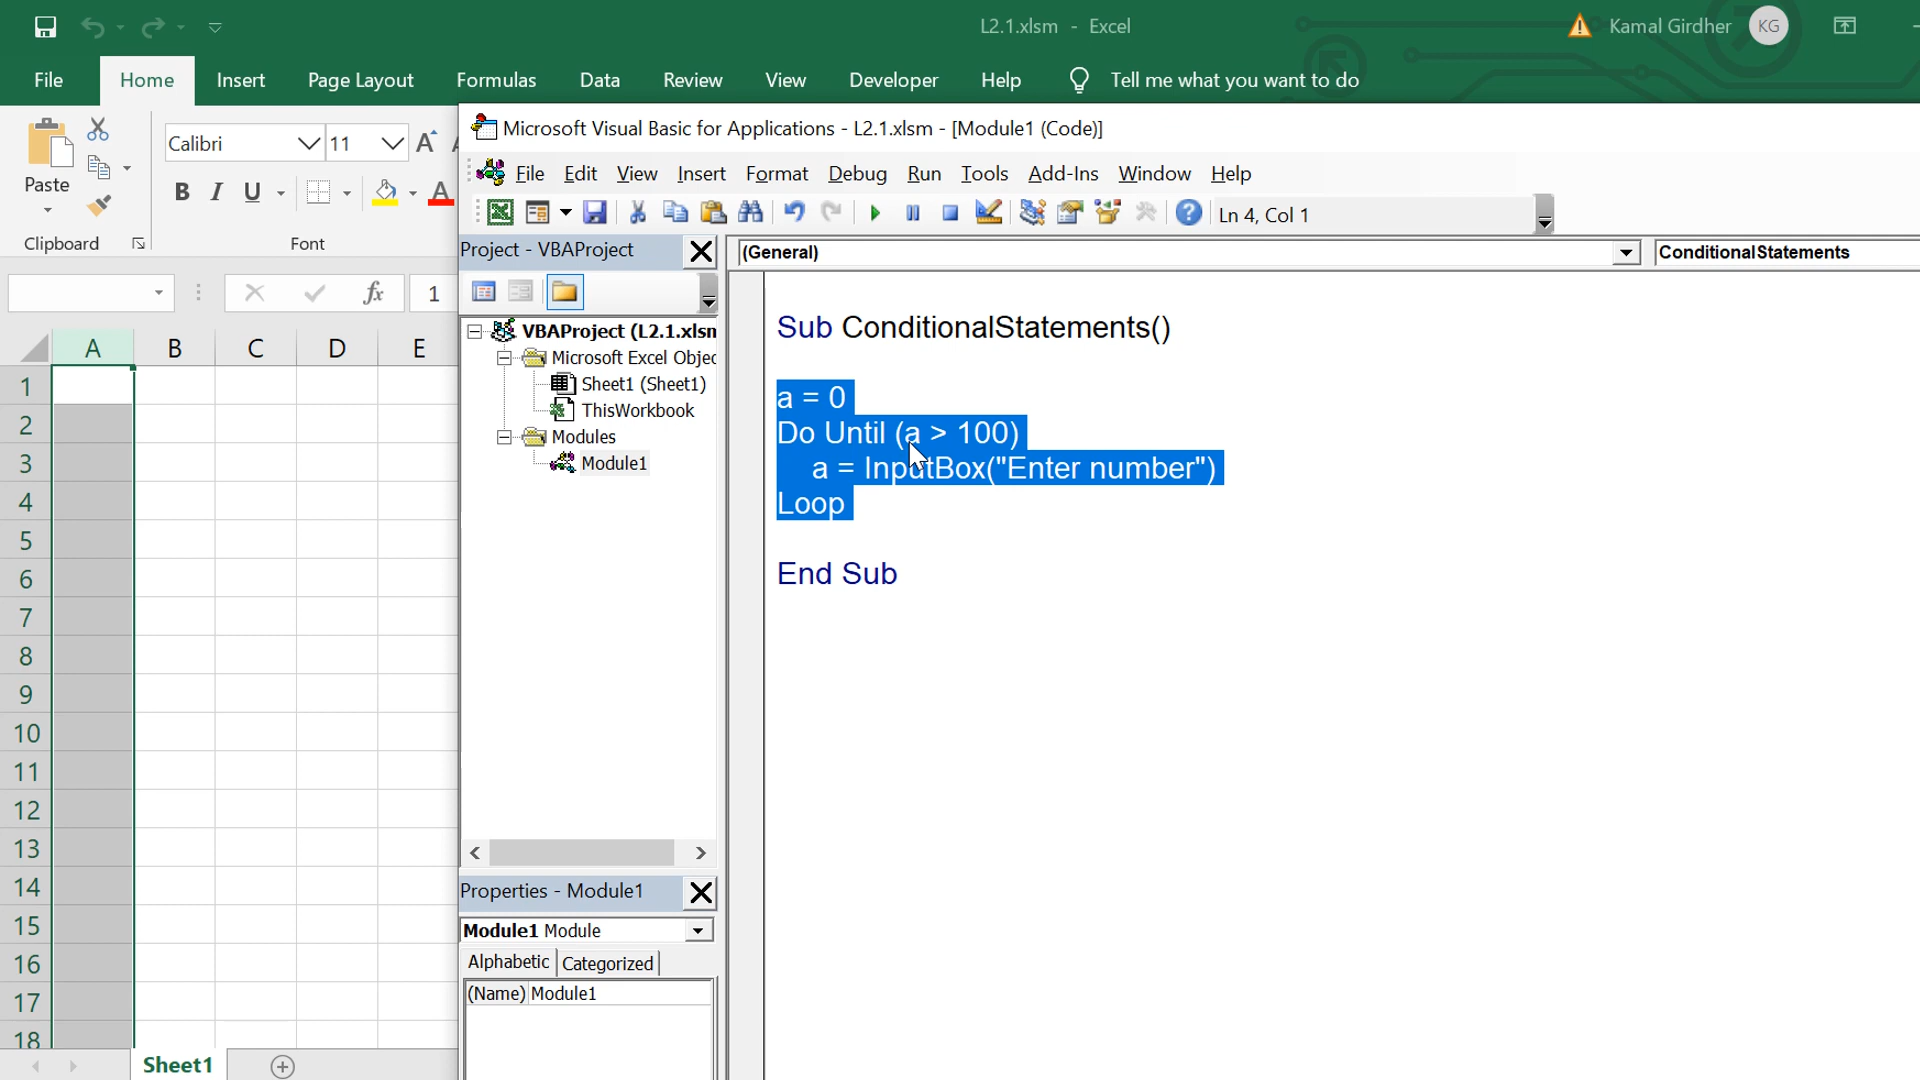 L2.1.xlsm - Excel
Kamal Girdher KG
File Home Insert Page Layout Formulas Data Review View Developer Help Tell me what you want to do
Paste
Calibri 11 A
B I U A
Clipboard Font
fx 1
A B C D E
1
2
3
4
5
6
7
8
9
10
11
12
13
14
15
16
17
18
Sheet1
Microsoft Visual Basic for Applications - L2.1.xlsm - [Module1 (Code)]
File Edit View Insert Format Debug Run Tools Add-Ins Window Help
Ln 4, Col 1
Project - VBAProject
VBAProject (L2.1.xlsm
Microsoft Excel Objec
Sheet1 (Sheet1)
ThisWorkbook
Modules
Module1
Properties - Module1
Module1 Module
Alphabetic Categorized
(Name) Module1
(General) ConditionalStatements
Sub ConditionalStatements()
a = 0
Do Until (a > 100)
a = InputBox("Enter number")
Loop
End Sub